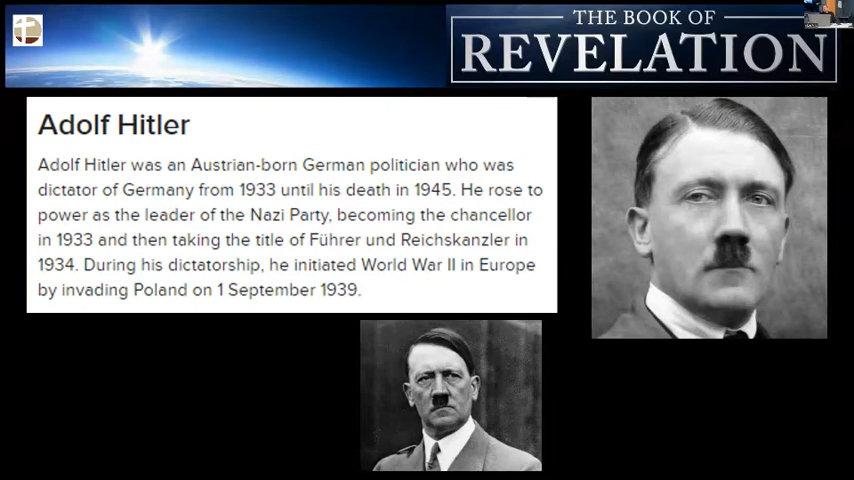 THE BOOK OF
REVELATION
Adolf Hitler
Adolf Hitler was an Austrian-born German politician who was
dictator of Germany from 1933 until his death in 1945. He rose to
power as the leader of the Nazi Party, becoming the chancellor
in 1933 and then taking the title of Führer und Reichskanzler in
1934. During his dictatorship, he initiated World War II in Europe
by invading Poland on 1 September 1939.